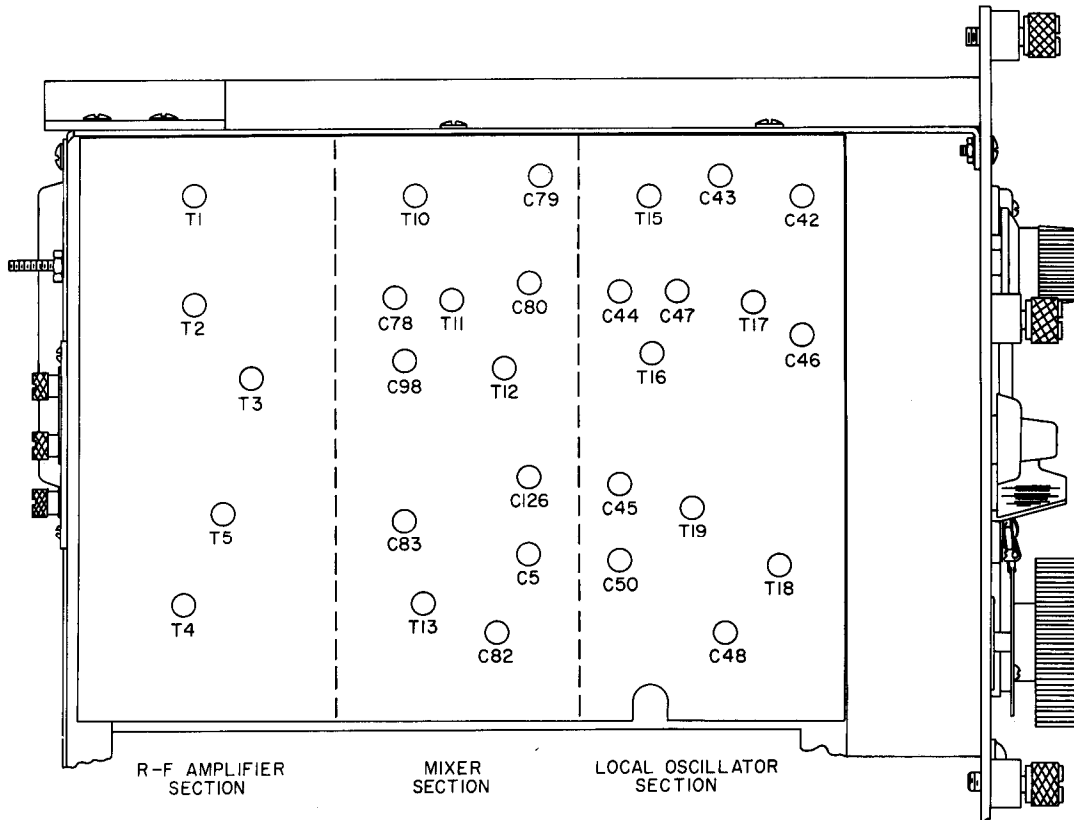 C79
C43
T1
T10
T15
C42
C80
C78
T11
C44
C47
T17
T2
C46
C98
T12
T16
T3
C126
C45
T5
C83
T19
C5
C50
T18
T4
T13
C82
C48
R-F AMPLIFIER
SECTION
MIXER
SECTION
LOCAL OSCILLATOR
SECTION